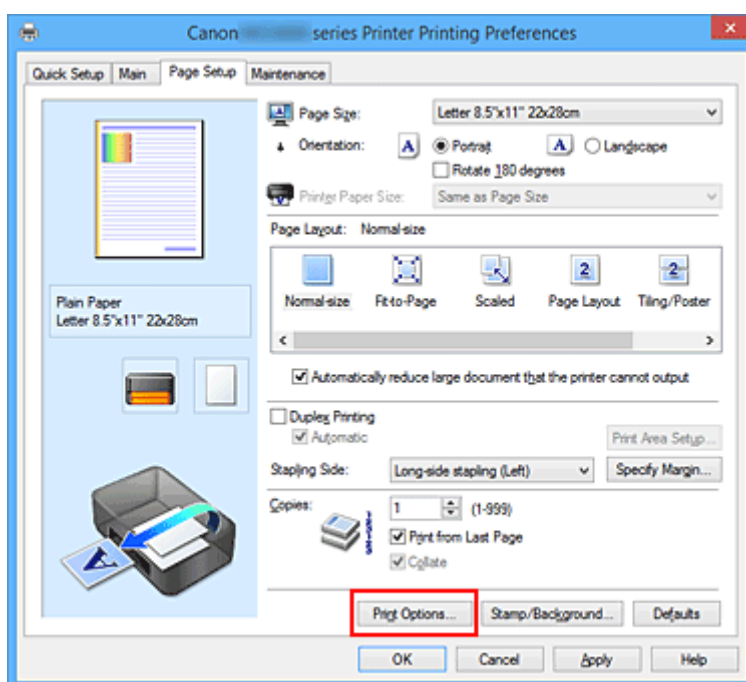 Canon series Printer Printing Preferences
Quick Setup Main Page Setup Maintenance
Page Size: Letter 8.5"x11" 22x28cm
Orientation: A Portrait A Landscape
Rotate 180 degrees
Printer Paper Size: Same as Page Size
Page Layout: Normal-size
2 2
Normal-size Fit-to-Page Scaled Page Layout Tiling/Poster
Plain Paper
Letter 8.5"x11" 22x28cm
Automatically reduce large document that the printer cannot output
Duplex Printing
Automatic Print Area Setup...
Stapling Side: Long-side stapling (Left) Specify Margin...
Copies: 1 (1-999)
Print from Last Page
Collate
A
Print Options... Stamp/Background... Defaults
OK Cancel Apply Help